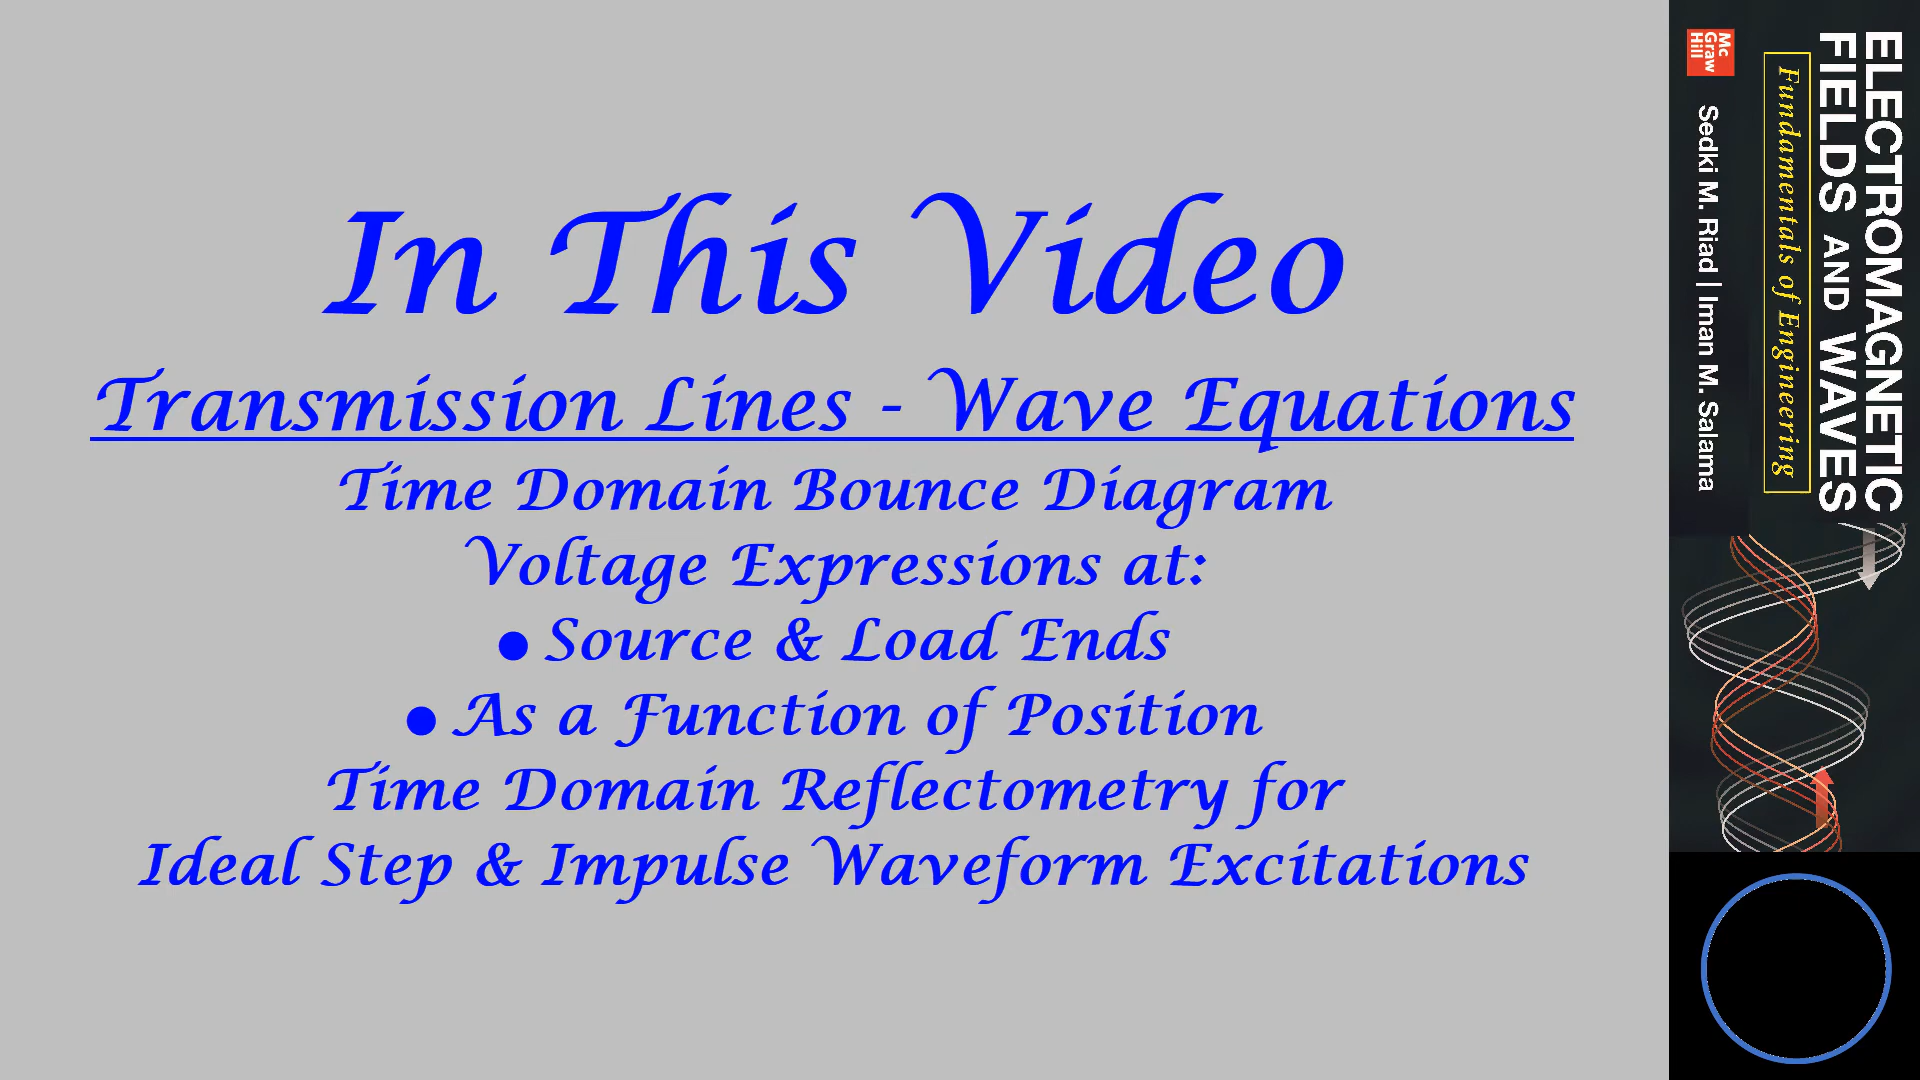 In This Video
Transmission Lines - Wave Equations
Time Domain Bounce Diagram
Voltage Expressions at:
● Source & Load Ends
● As a Function of Position
Time Domain Reflectometry for
Ideal Step & Impulse Waveform Excitations
ELECTROMAGNETIC
FIELDS AND WAVES
Fundamentals of Engineering
Mc
Graw
Hill
Sedki M. Riad | Iman M. Salama